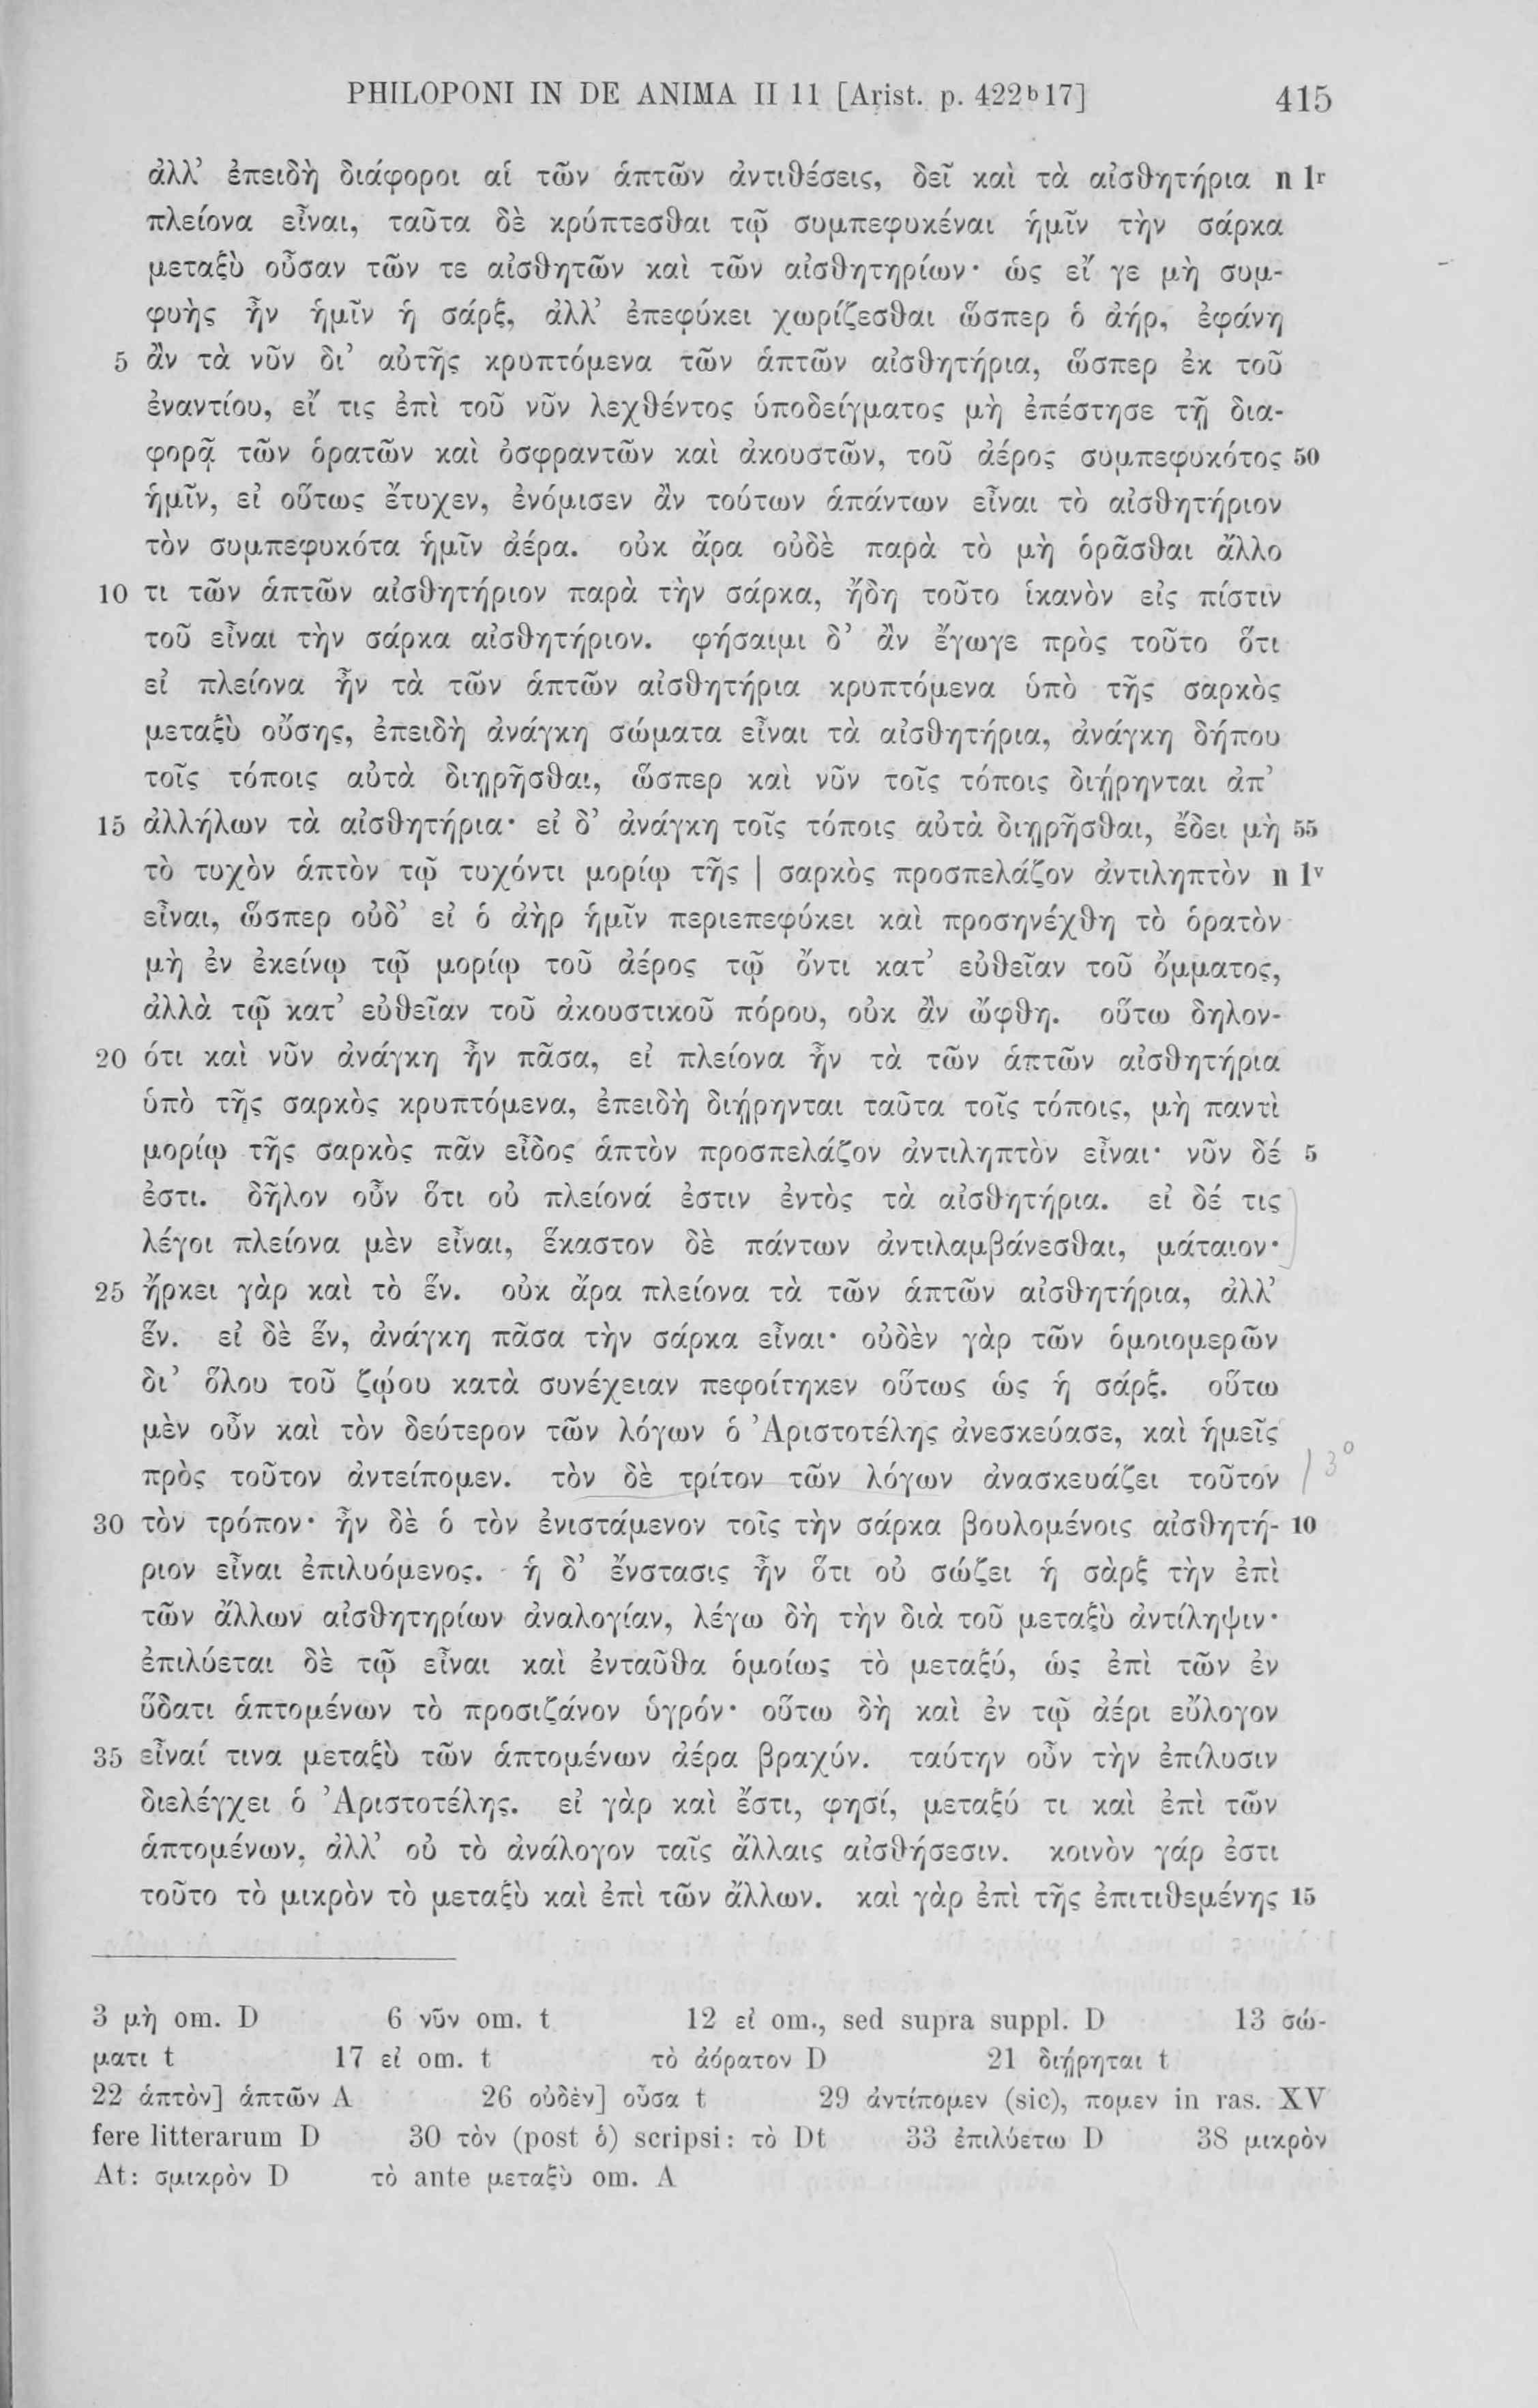 PHILOPONI IN DE ANIMA II 11 [Arist. p. 422ᵇ17] 415
ἀλλ’ ἐπειδὴ διάφοροι αἱ τῶν ἁπτῶν ἀντιθέσεις, δεῖ καὶ τὰ αἰσθητήρια n 1ʳ
πλείονα εἶναι, ταῦτα δὲ κρύπτεσθαι τῷ συμπεφυκέναι ἡμῖν τὴν σάρκα
μεταξὺ οὖσαν τῶν τε αἰσθητῶν καὶ τῶν αἰσθητηρίων· ὡς εἴ γε μὴ συμ-
φυὴς ἦν ἡμῖν ἡ σάρξ, ἀλλ’ ἐπεφύκει χωρίζεσθαι ὥσπερ ὁ ἀήρ, ἐφάνη
5 ἂν τὰ νῦν δι’ αὐτῆς κρυπτόμενα τῶν ἁπτῶν αἰσθητήρια, ὥσπερ ἐκ τοῦ
ἐναντίου, εἴ τις ἐπὶ τοῦ νῦν λεχθέντος ὑποδείγματος μὴ ἐπέστησε τῇ δια-
φορᾷ τῶν ὁρατῶν καὶ ὀσφραντῶν καὶ ἀκουστῶν, τοῦ ἀέρος συμπεφυκότος 50
ἡμῖν, εἰ οὕτως ἔτυχεν, ἐνόμισεν ἂν τούτων ἁπάντων εἶναι τὸ αἰσθητήριον
τὸν συμπεφυκότα ἡμῖν ἀέρα. οὐκ ἄρα οὐδὲ παρὰ τὸ μὴ ὁρᾶσθαι ἄλλο
10 τι τῶν ἁπτῶν αἰσθητήριον παρὰ τὴν σάρκα, ἤδη τοῦτο ἱκανὸν εἰς πίστιν
τοῦ εἶναι τὴν σάρκα αἰσθητήριον. φήσαιμι δ’ ἂν ἔγωγε πρὸς τοῦτο ὅτι
εἰ πλείονα ἦν τὰ τῶν ἁπτῶν αἰσθητήρια κρυπτόμενα ὑπὸ τῆς σαρκὸς
μεταξὺ οὔσης, ἐπειδὴ ἀνάγκη σώματα εἶναι τὰ αἰσθητήρια, ἀνάγκη δήπου
τοῖς τόποις αὐτὰ διῃρῆσθαι, ὥσπερ καὶ νῦν τοῖς τόποις διῄρηνται ἀπ’
15 ἀλλήλων τὰ αἰσθητήρια· εἰ δ’ ἀνάγκη τοῖς τόποις αὐτὰ διῃρῆσθαι, ἔδει μὴ 55
τὸ τυχὸν ἁπτὸν τῷ τυχόντι μορίῳ τῆς | σαρκὸς προσπελάζον ἀντιληπτὸν n 1ᵛ
εἶναι, ὥσπερ οὐδ’ εἰ ὁ ἀὴρ ἡμῖν περιεπεφύκει καὶ προσηνέχθη τὸ ὁρατὸν
μὴ ἐν ἐκείνῳ τῷ μορίῳ τοῦ ἀέρος τῷ ὄντι κατ’ εὐθεῖαν τοῦ ὄμματος,
ἀλλὰ τῷ κατ’ εὐθεῖαν τοῦ ἀκουστικοῦ πόρου, οὐκ ἂν ὤφθη. οὕτω δηλον-
20 ότι καὶ νῦν ἀνάγκη ἦν πᾶσα, εἰ πλείονα ἦν τὰ τῶν ἁπτῶν αἰσθητήρια
ὑπὸ τῆς σαρκὸς κρυπτόμενα, ἐπειδὴ διῄρηνται ταῦτα τοῖς τόποις, μὴ παντὶ
μορίῳ τῆς σαρκὸς πᾶν εἶδος ἁπτὸν προσπελάζον ἀντιληπτὸν εἶναι· νῦν δέ 5
ἐστι. δῆλον οὖν ὅτι οὐ πλείονά ἐστιν ἐντὸς τὰ αἰσθητήρια. εἰ δέ τις
λέγοι πλείονα μὲν εἶναι, ἕκαστον δὲ πάντων ἀντιλαμβάνεσθαι, μάταιον·
25 ἤρκει γὰρ καὶ τὸ ἕν. οὐκ ἄρα πλείονα τὰ τῶν ἁπτῶν αἰσθητήρια, ἀλλ’
ἕν. εἰ δὲ ἕν, ἀνάγκη πᾶσα τὴν σάρκα εἶναι· οὐδὲν γὰρ τῶν ὁμοιομερῶν
δι’ ὅλου τοῦ ζῴου κατὰ συνέχειαν πεφοίτηκεν οὕτως ὡς ἡ σάρξ. οὕτω
μὲν οὖν καὶ τὸν δεύτερον τῶν λόγων ὁ Ἀριστοτέλης ἀνεσκεύασε, καὶ ἡμεῖς
πρὸς τοῦτον ἀντείπομεν. τὸν δὲ τρίτον τῶν λόγων ἀνασκευάζει τοῦτον 3⁰
30 τὸν τρόπον· ἦν δὲ ὁ τὸν ἐνιστάμενον τοῖς τὴν σάρκα βουλομένοις αἰσθητή- 10
ριον εἶναι ἐπιλυόμενος. ἡ δ’ ἔνστασις ἦν ὅτι οὐ σώζει ἡ σὰρξ τὴν ἐπὶ
τῶν ἄλλων αἰσθητηρίων ἀναλογίαν, λέγω δὴ τὴν διὰ τοῦ μεταξὺ ἀντίληψιν·
ἐπιλύεται δὲ τῷ εἶναι καὶ ἐνταῦθα ὁμοίως τὸ μεταξύ, ὡς ἐπὶ τῶν ἐν
ὕδατι ἁπτομένων τὸ προσιζάνον ὑγρόν· οὕτω δὴ καὶ ἐν τῷ ἀέρι εὔλογον
35 εἶναί τινα μεταξὺ τῶν ἁπτομένων ἀέρα βραχύν. ταύτην οὖν τὴν ἐπίλυσιν
διελέγχει ὁ Ἀριστοτέλης. εἰ γὰρ καὶ ἔστι, φησί, μεταξύ τι καὶ ἐπὶ τῶν
ἁπτομένων, ἀλλ’ οὐ τὸ ἀνάλογον ταῖς ἄλλαις αἰσθήσεσιν. κοινὸν γάρ ἐστι
τοῦτο τὸ μικρὸν τὸ μεταξὺ καὶ ἐπὶ τῶν ἄλλων. καὶ γὰρ ἐπὶ τῆς ἐπιτιθεμένης 15
3 μὴ om. D 6 νῦν om. t 12 εἰ om., sed supra suppl. D 13 σώ-
ματι t 17 εἰ om. t τὸ ἀόρατον D 21 διῄρηται t
22 ἁπτὸν] ἁπτῶν A 26 οὐδὲν] οὖσα t 29 ἀντίπομεν (sic), πομεν in ras. XV
fere litterarum D 30 τὸν (post ὁ) scripsi: τὸ Dt 33 ἐπιλύετω D 38 μικρὸν
At: σμικρὸν D τὸ ante μεταξὺ om. A